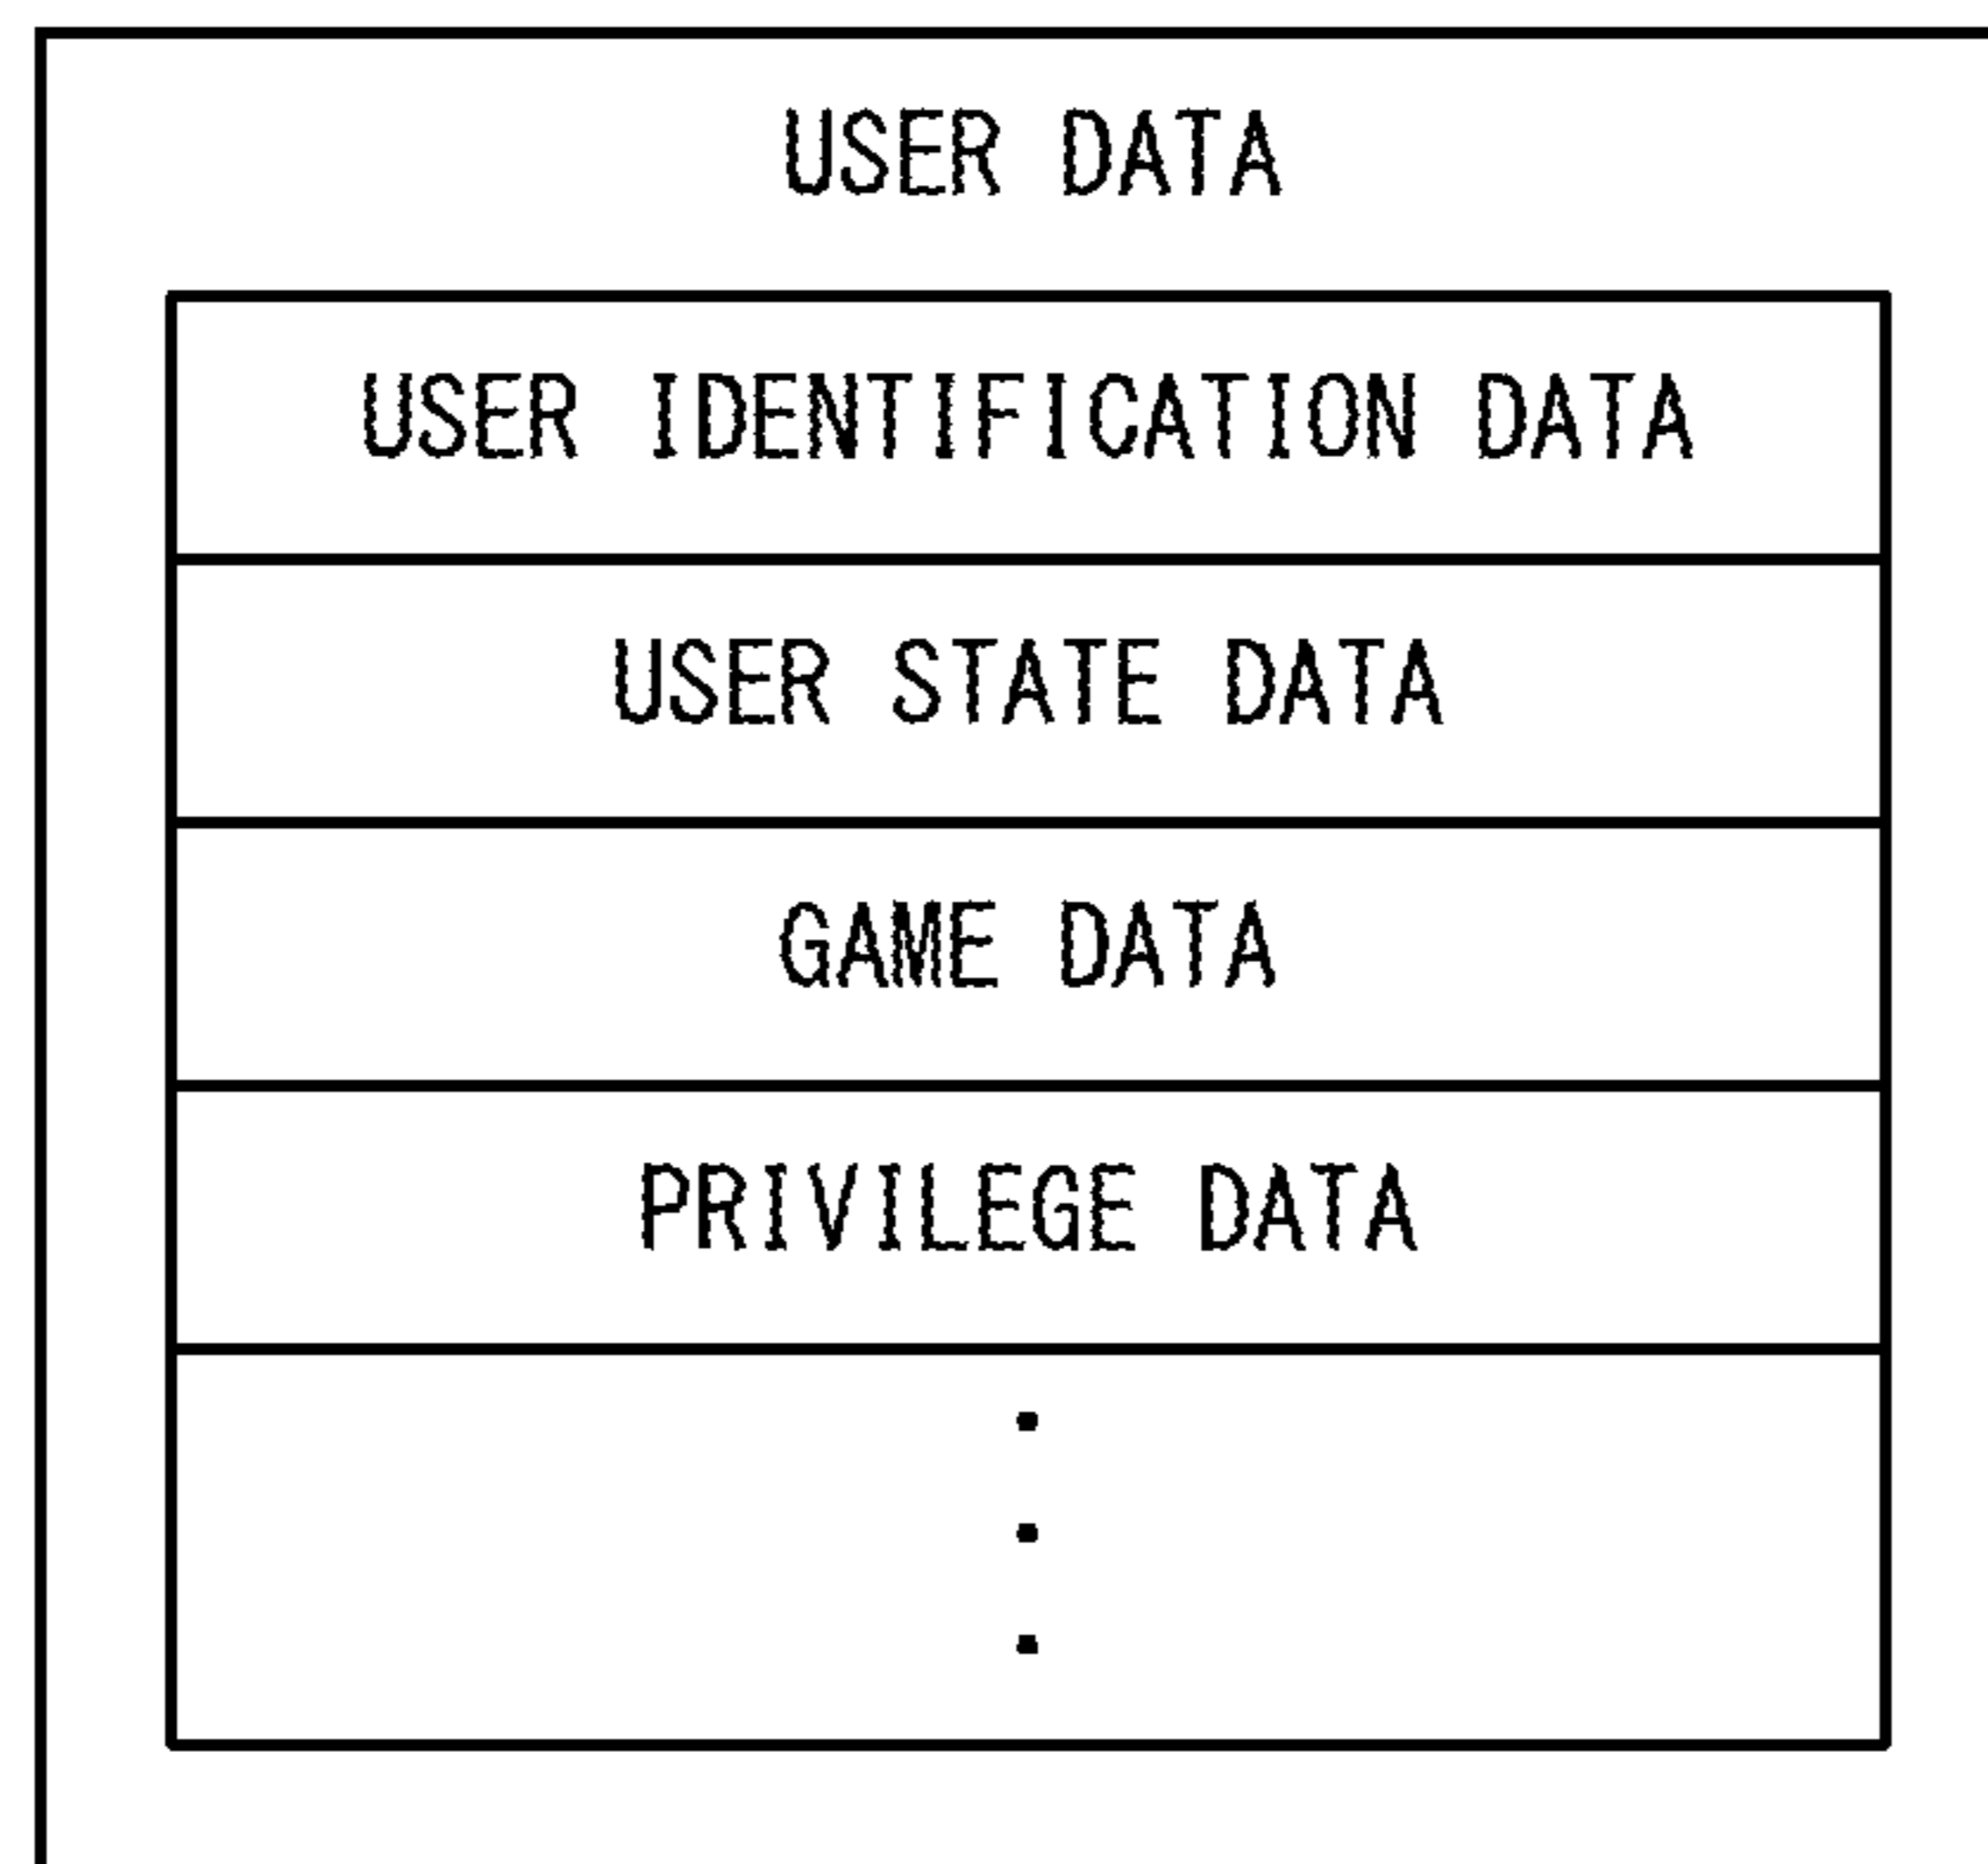 USER DATA
USER IDENTIFICATION DATA
USER STATE DATA
GAME DATA
PRIVILEGE DATA